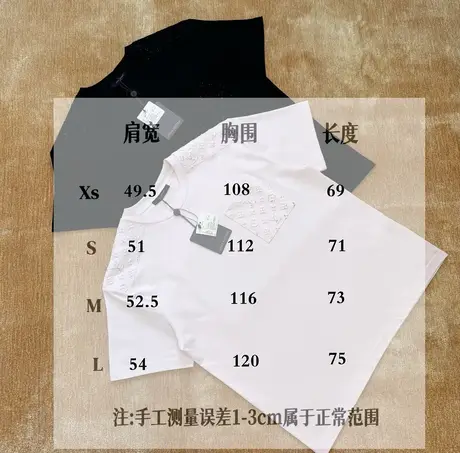 肩宽 胸围 长度
Xs 49.5 108 69
S 51 112 71
M 52.5 116 73
L 54 120 75
注:手工测量误差1-3cm属于正常范围